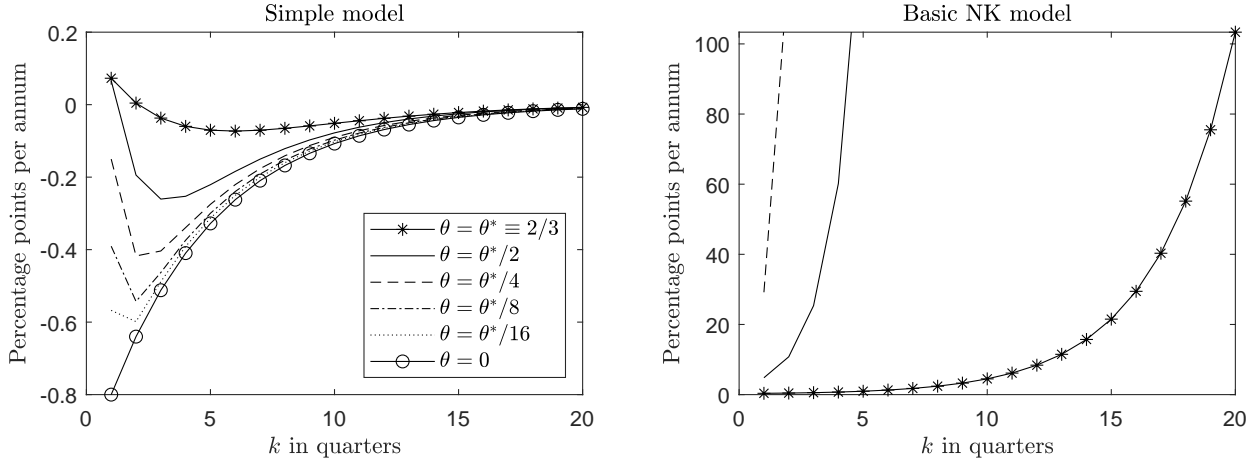 Simple model
Percentage points per annum
0.2
0
-0.2
-0.4
-0.6
-0.8
θ = θ* ≡ 2/3
θ = θ*/2
θ = θ*/4
θ = θ*/8
θ = θ*/16
θ = 0
0 5 10 15 20
k in quarters
Basic NK model
Percentage points per annum
100
80
60
40
20
0
0 5 10 15 20
k in quarters